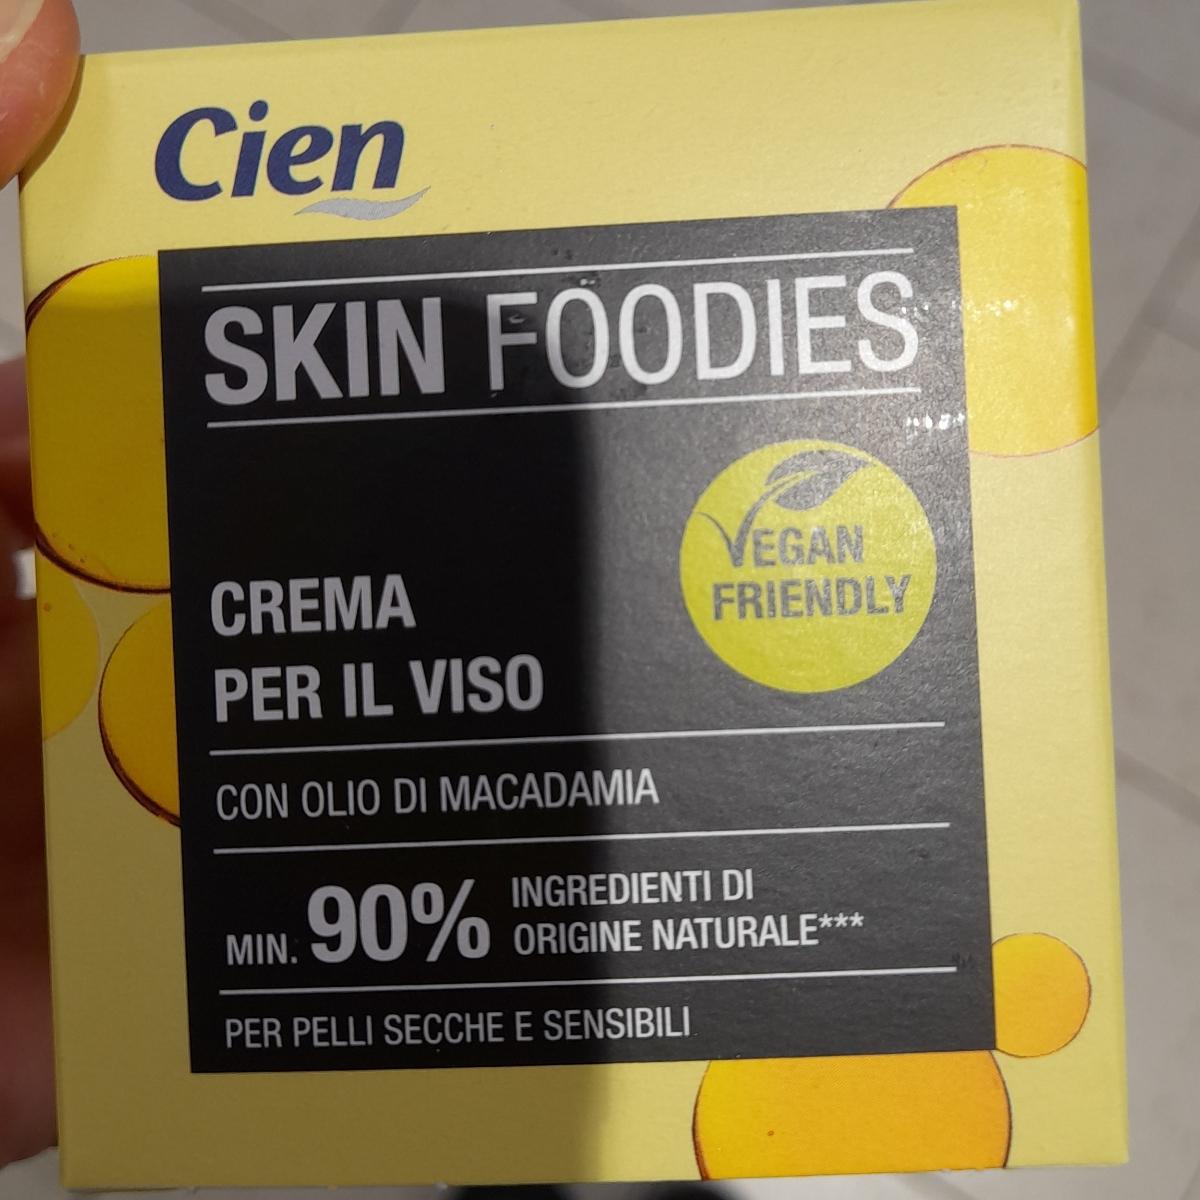 Cien
SKIN FOODIES
VEGAN
FRIENDLY
CREMA
PER IL VISO
CON OLIO DI MACADAMIA
MIN. 90% INGREDIENTI DI
ORIGINE NATURALE***
PER PELLI SECCHE E SENSIBILI